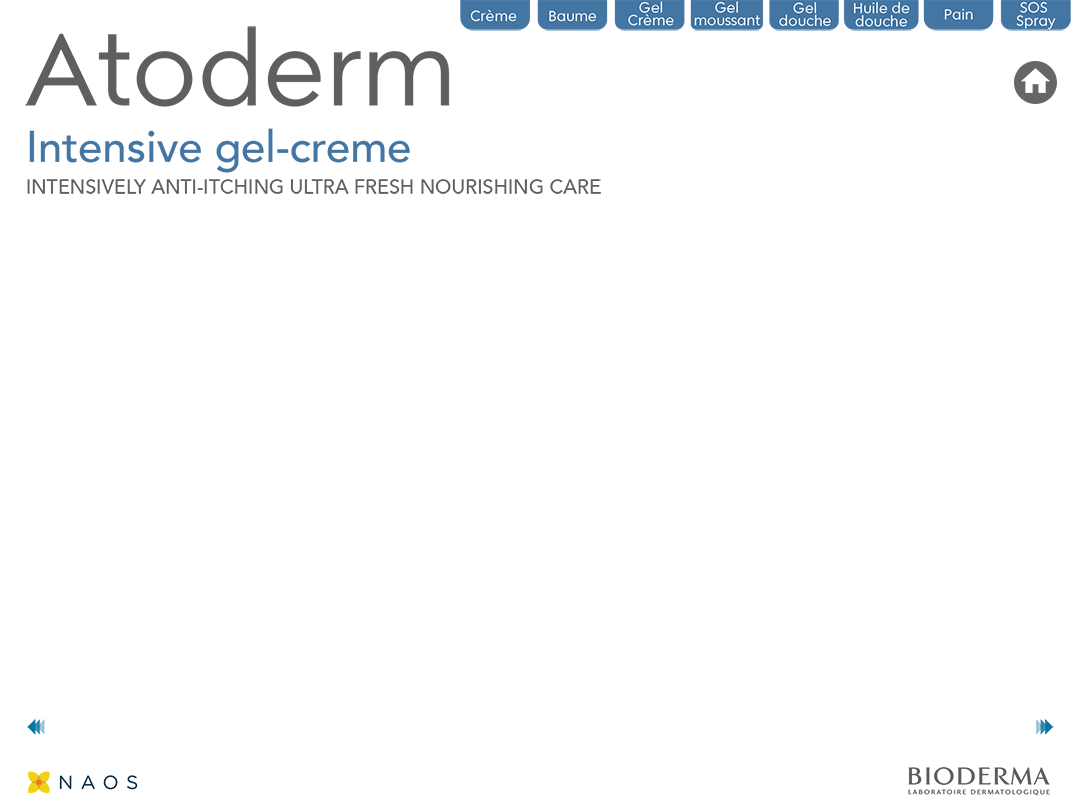 Crème
Baume
Gel
Crème
Gel
moussant
Gel
douche
Huile de
douche
Pain
SOS
Spray
Atoderm
Intensive gel-creme
INTENSIVELY ANTI-ITCHING ULTRA FRESH NOURISHING CARE
NAOS
BIODERMA
LABORATOIRE DERMATOLOGIQUE